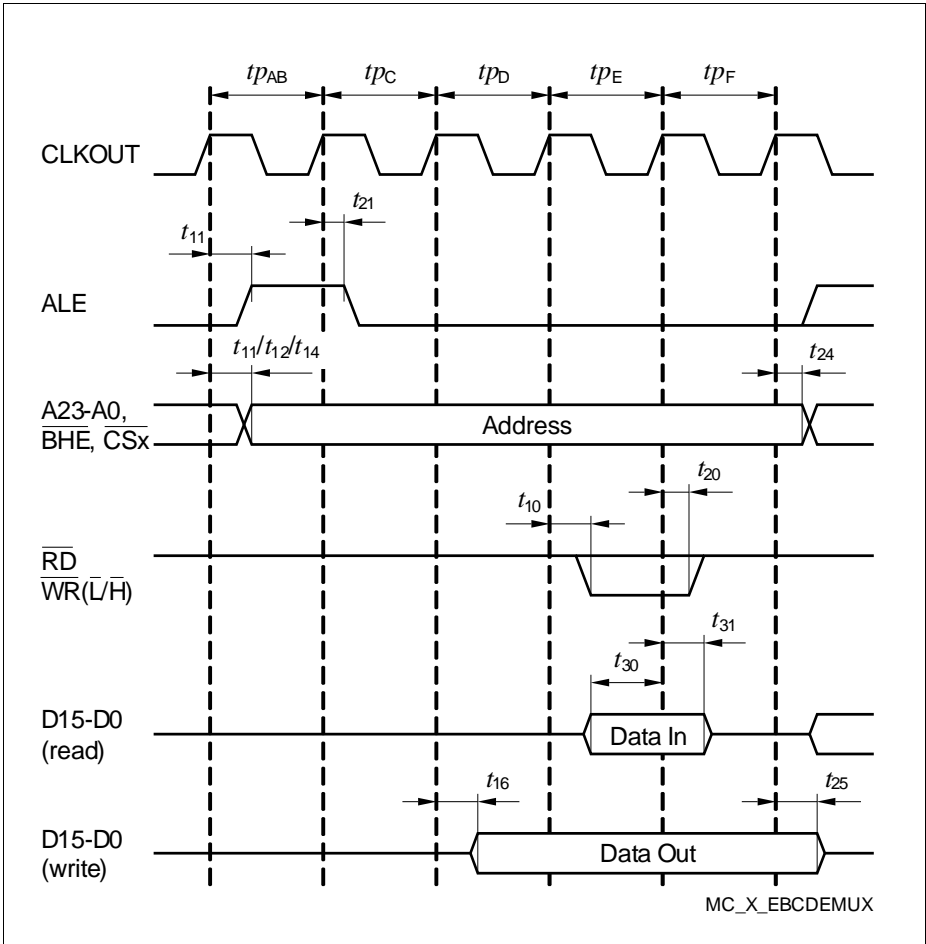 tpAB tpC tpD tpE tpF
CLKOUT
t21
t11
ALE
t11/t12/t14
t24
A23-A0,
BHE, CSx
Address
t20
t10
RD
WR(L/H)
t31
t30
D15-D0
(read)
Data In
t16
t25
D15-D0
(write)
Data Out
MC_X_EBCDEMUX